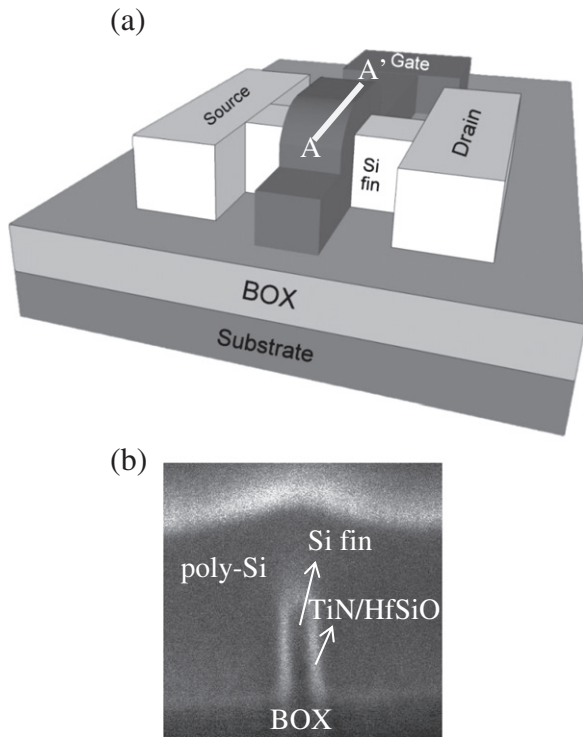 (a)
A’
Gate
Source
A
Si
fin
Drain
BOX
Substrate
(b)
Si fin
poly-Si
TiN/HfSiO
BOX